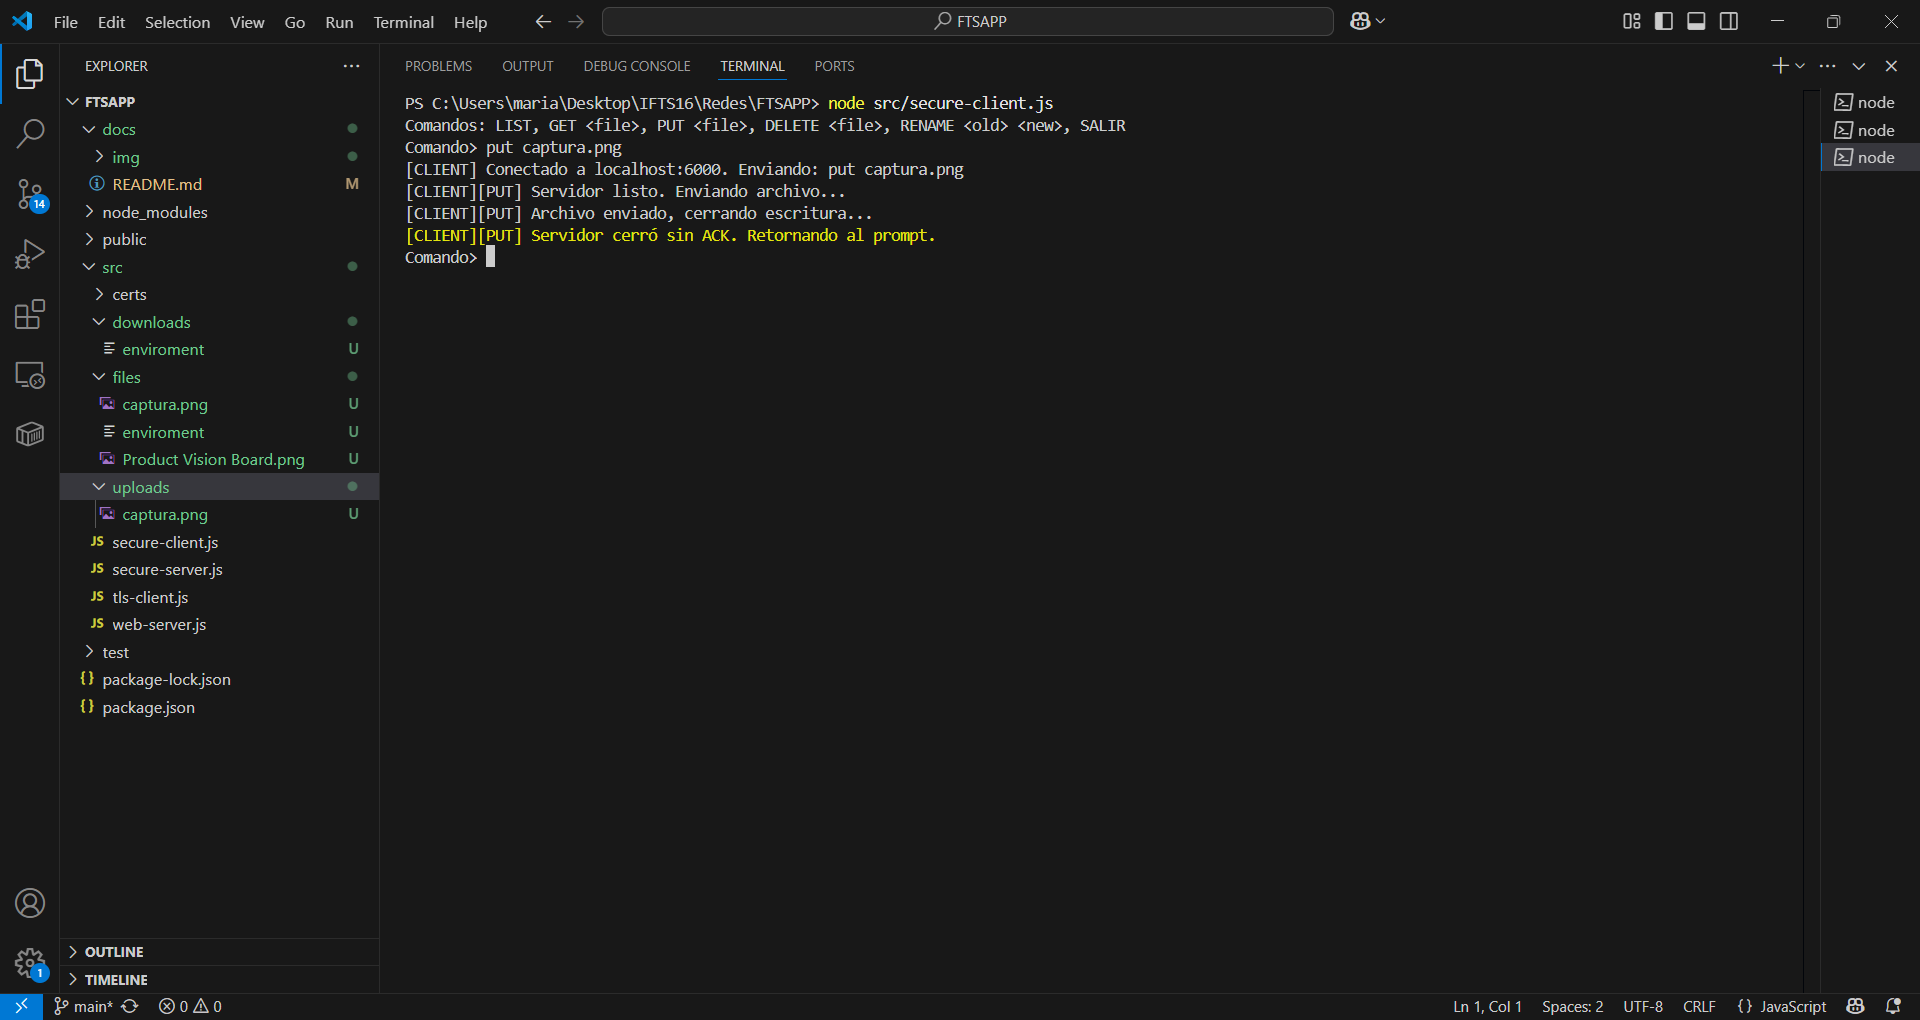 File Edit Selection View Go Run Terminal Help
FTSAPP
EXPLORER
FTSAPP
docs
img
README.md M
node_modules
public
src
certs
downloads
enviroment U
files
captura.png U
enviroment U
Product Vision Board.png U
uploads
captura.png U
JS secure-client.js
JS secure-server.js
JS tls-client.js
JS web-server.js
test
{} package-lock.json
{} package.json
OUTLINE
TIMELINE
14
1
PROBLEMS OUTPUT DEBUG CONSOLE TERMINAL PORTS
PS C:\Users\maria\Desktop\IFTS16\Redes\FTSAPP> node src/secure-client.js
Comandos: LIST, GET <file>, PUT <file>, DELETE <file>, RENAME <old> <new>, SALIR
Comando> put captura.png
[CLIENT] Conectado a localhost:6000. Enviando: put captura.png
[CLIENT][PUT] Servidor listo. Enviando archivo...
[CLIENT][PUT] Archivo enviado, cerrando escritura...
[CLIENT][PUT] Servidor cerró sin ACK. Retornando al prompt.
Comando>
node
node
node
main* 0 0
Ln 1, Col 1 Spaces: 2 UTF-8 CRLF {} JavaScript